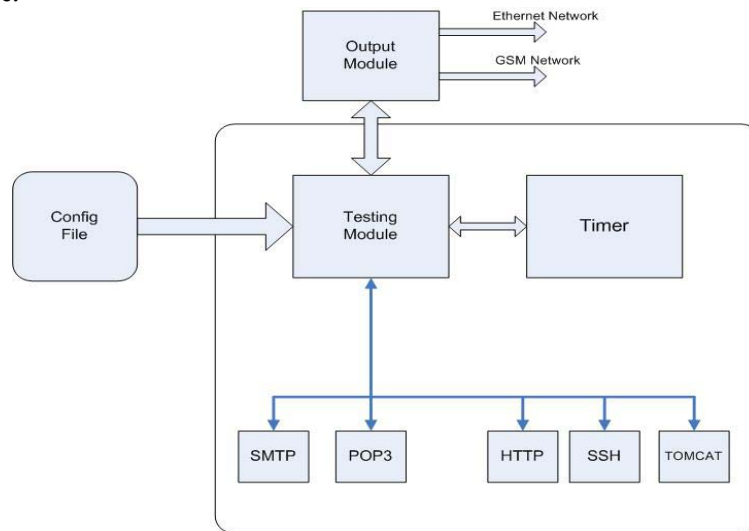 Ethernet Network
Output
Module
GSM Network
Config
File
Testing
Module
Timer
SMTP
POP3
HTTP
SSH
TOMCAT